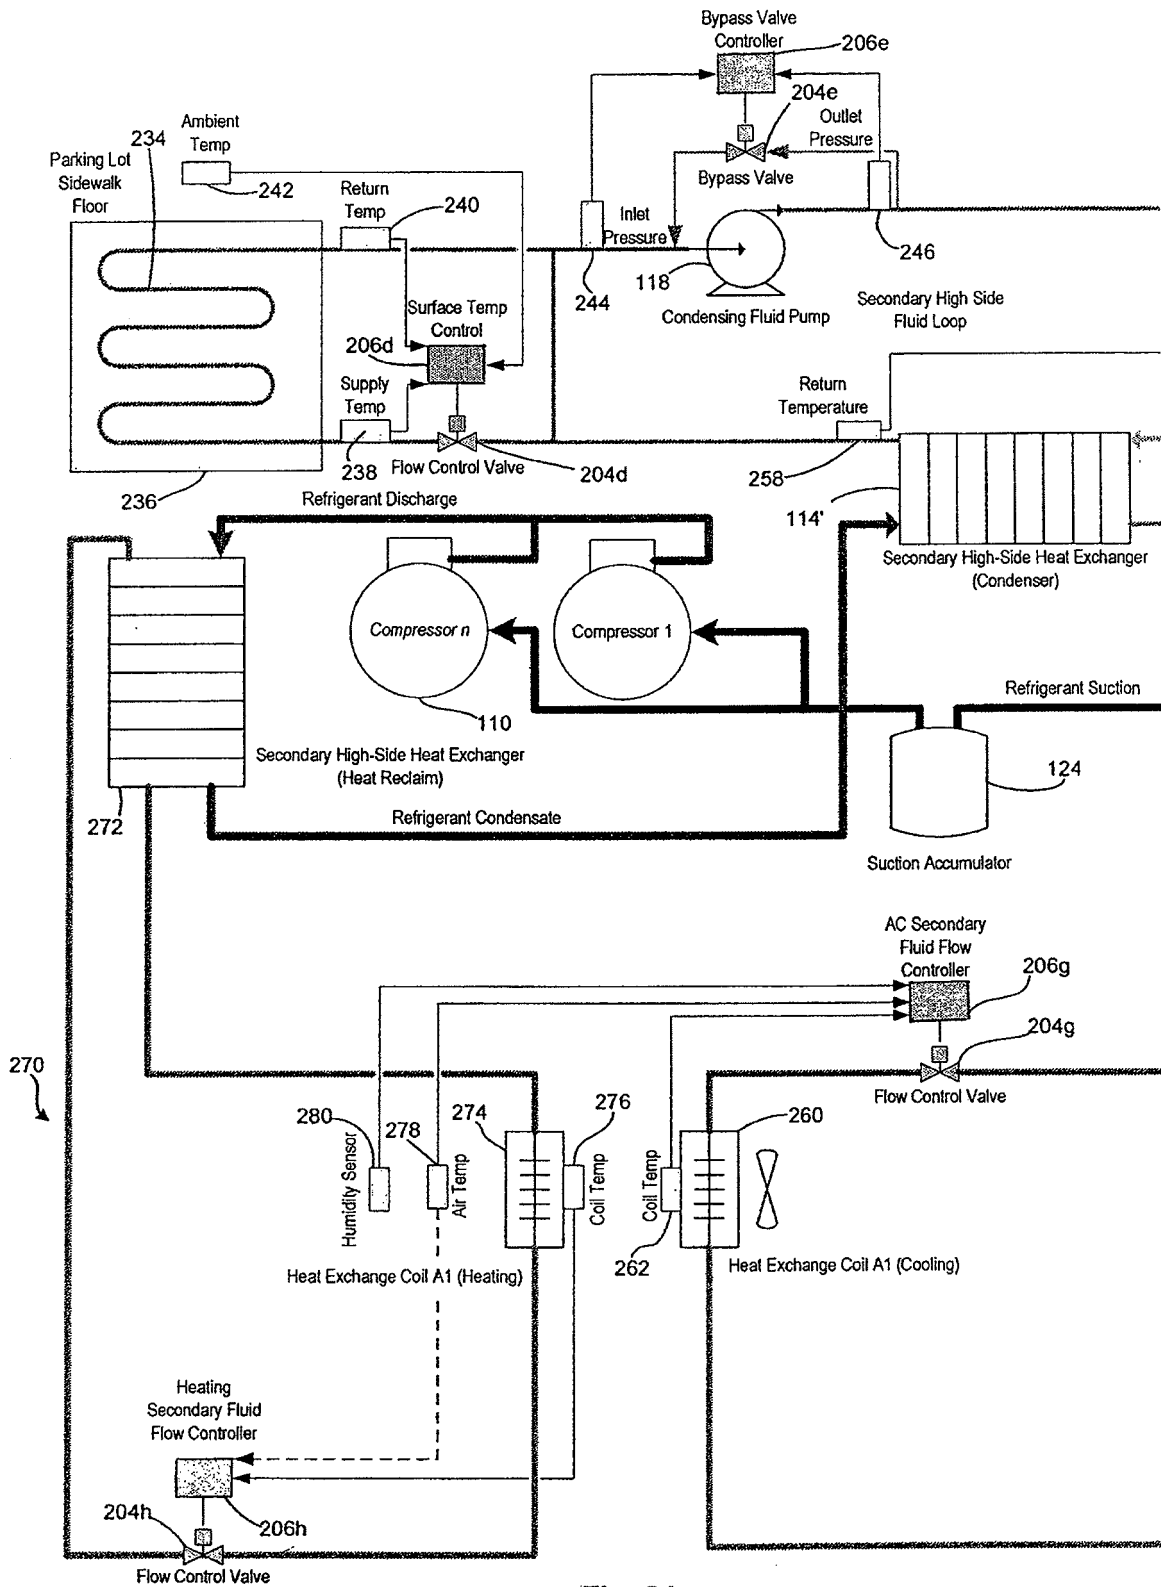 Bypass Valve
Controller
206e
204e
Outlet
Pressure
Bypass Valve
Ambient
Temp
234
Parking Lot
Sidewalk
Floor
242
Return
Temp
240
Inlet
Pressure
244
118
246
Condensing Fluid Pump
Secondary High Side
Fluid Loop
Surface Temp
Control
206d
Supply
Temp
238
Flow Control Valve
204d
Return
Temperature
258
236
114'
Refrigerant Discharge
Secondary High-Side Heat Exchanger
(Condenser)
Compressor n
Compressor 1
110
Refrigerant Suction
Secondary High-Side Heat Exchanger
(Heat Reclaim)
124
272
Refrigerant Condensate
Suction Accumulator
AC Secondary
Fluid Flow
Controller
206g
204g
Flow Control Valve
270
280
278
274
276
260
Humidity Sensor
Air Temp
Coil Temp
Coil Temp
262
Heat Exchange Coil A1 (Heating)
Heat Exchange Coil A1 (Cooling)
Heating
Secondary Fluid
Flow Controller
204h
206h
Flow Control Valve